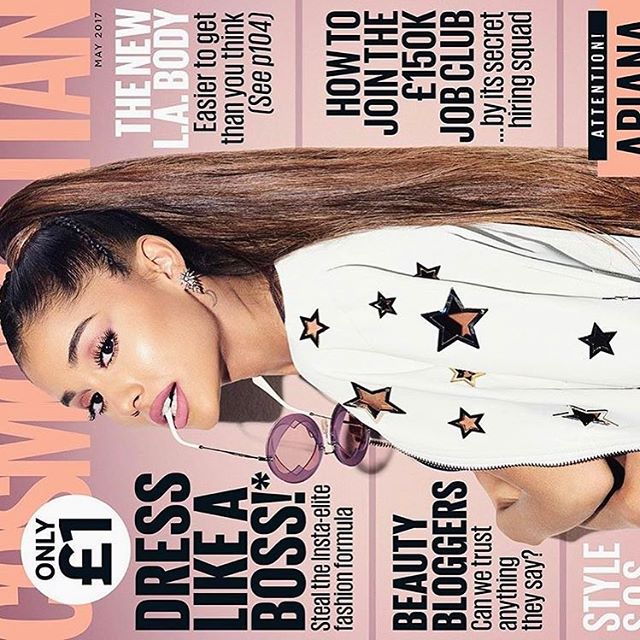 COSMOPOLITAN
MAY 2017
ONLY
£1
DRESS
LIKE A
BOSS!*
Steal the Insta-elite
fashion formula
BEAUTY
BLOGGERS
Can we trust
anything
they say?
STYLE
THE NEW
L.A. BODY
Easier to get
than you think
(See p104)
HOW TO
JOIN THE
£150K
JOB CLUB
...by its secret
hiring squad
ATTENTION!
ARIANA